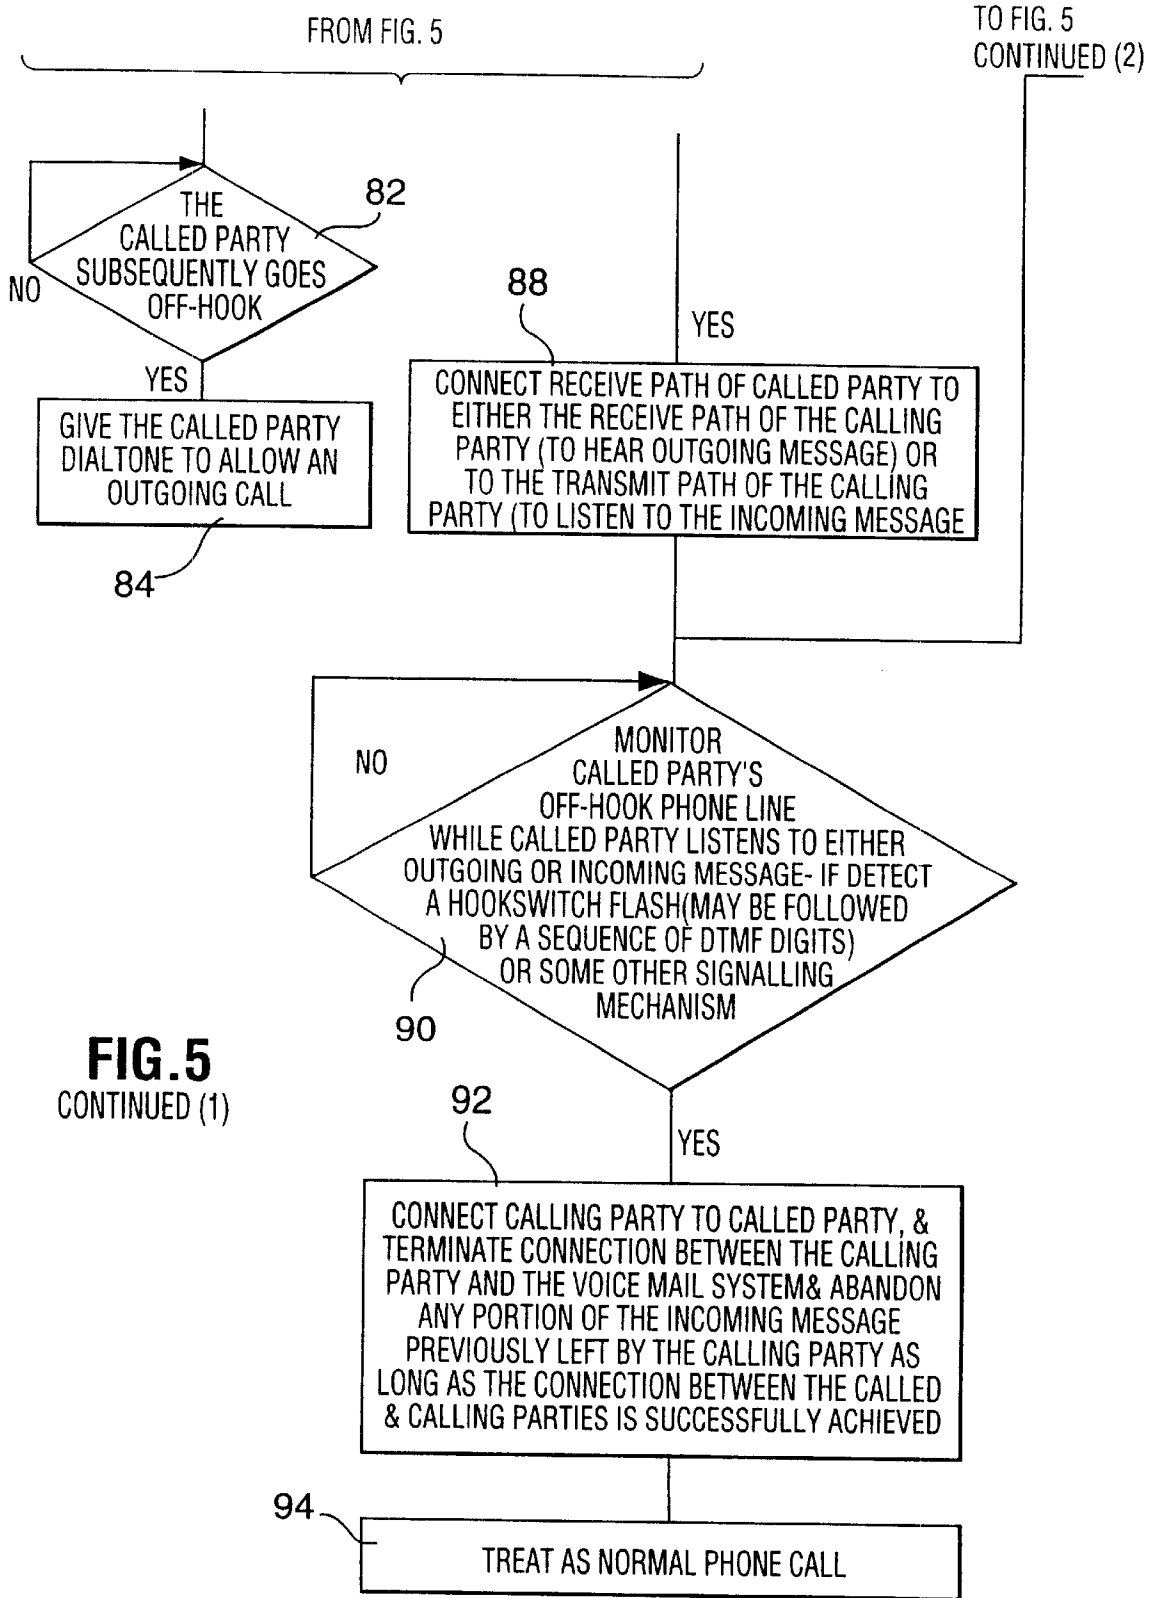 FROM FIG. 5
TO FIG. 5
CONTINUED (2)
THE
CALLED PARTY
SUBSEQUENTLY GOES
OFF-HOOK
82
NO
YES
GIVE THE CALLED PARTY
DIALTONE TO ALLOW AN
OUTGOING CALL
84
88
YES
CONNECT RECEIVE PATH OF CALLED PARTY TO
EITHER THE RECEIVE PATH OF THE CALLING
PARTY (TO HEAR OUTGOING MESSAGE) OR
TO THE TRANSMIT PATH OF THE CALLING
PARTY (TO LISTEN TO THE INCOMING MESSAGE
NO
MONITOR
CALLED PARTY'S
OFF-HOOK PHONE LINE
WHILE CALLED PARTY LISTENS TO EITHER
OUTGOING OR INCOMING MESSAGE- IF DETECT
A HOOKSWITCH FLASH(MAY BE FOLLOWED
BY A SEQUENCE OF DTMF DIGITS)
OR SOME OTHER SIGNALLING
MECHANISM
90
FIG.5
CONTINUED (1)
92
YES
CONNECT CALLING PARTY TO CALLED PARTY, &
TERMINATE CONNECTION BETWEEN THE CALLING
PARTY AND THE VOICE MAIL SYSTEM& ABANDON
ANY PORTION OF THE INCOMING MESSAGE
PREVIOUSLY LEFT BY THE CALLING PARTY AS
LONG AS THE CONNECTION BETWEEN THE CALLED
& CALLING PARTIES IS SUCCESSFULLY ACHIEVED
94
TREAT AS NORMAL PHONE CALL